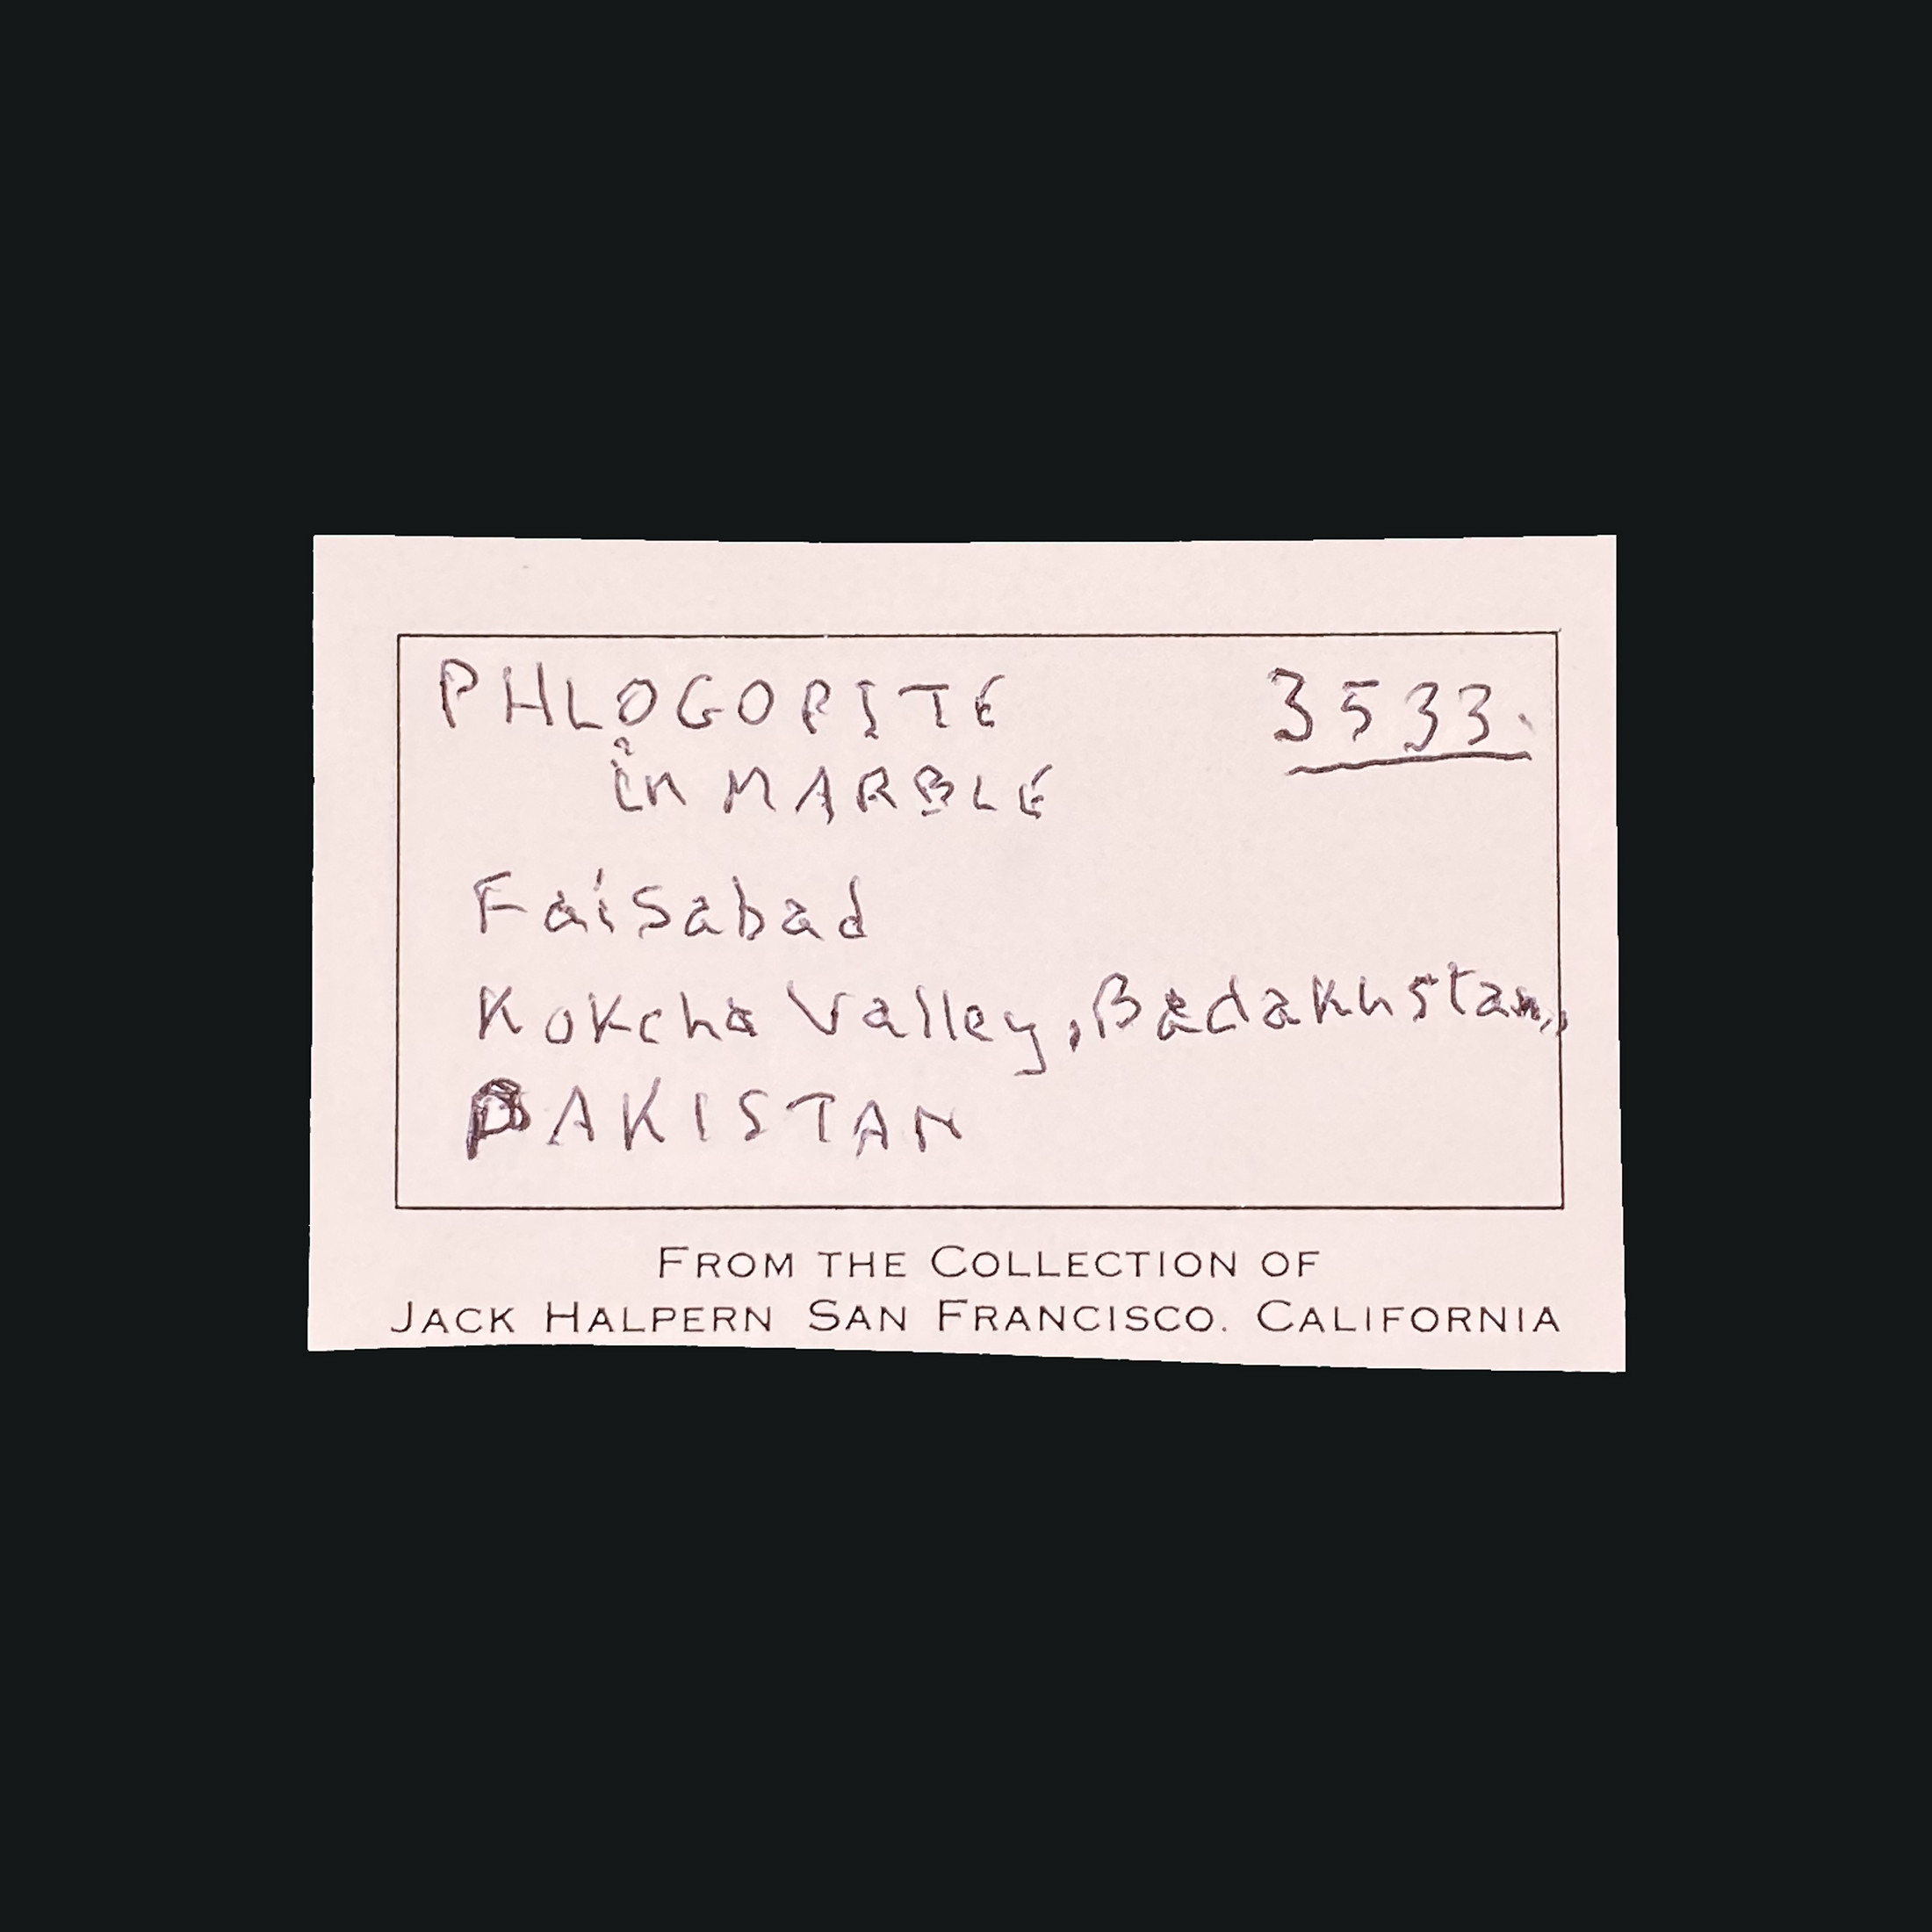 PHLOGOPITE 3533.
in MARBLE
Faisabad
Kokcha Valley, Badakhstan,
PAKISTAN
FROM THE COLLECTION OF
JACK HALPERN SAN FRANCISCO. CALIFORNIA